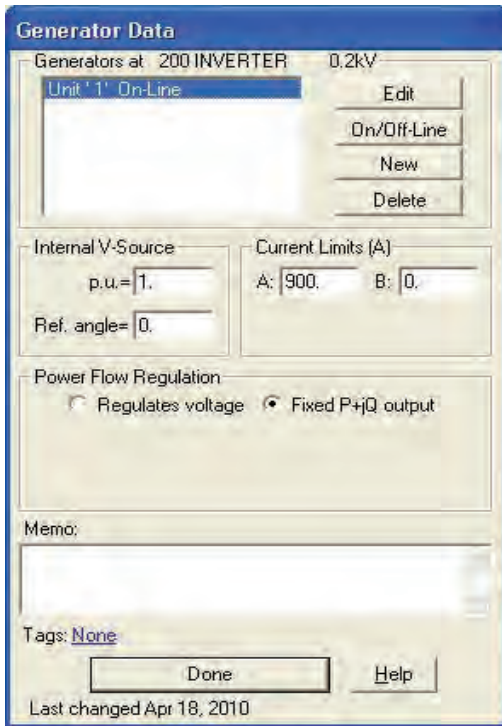 Generator Data
Generators at 200 INVERTER 0.2kV
Unit '1' On-Line
Edit
On/Off-Line
New
Delete
Internal V-Source
p.u.= 1.
Ref. angle= 0.
Current Limits (A)
A: 900. B: 0.
Power Flow Regulation
Regulates voltage Fixed P+jQ output
Memo:
Tags: None
Done Help
Last changed Apr 18, 2010